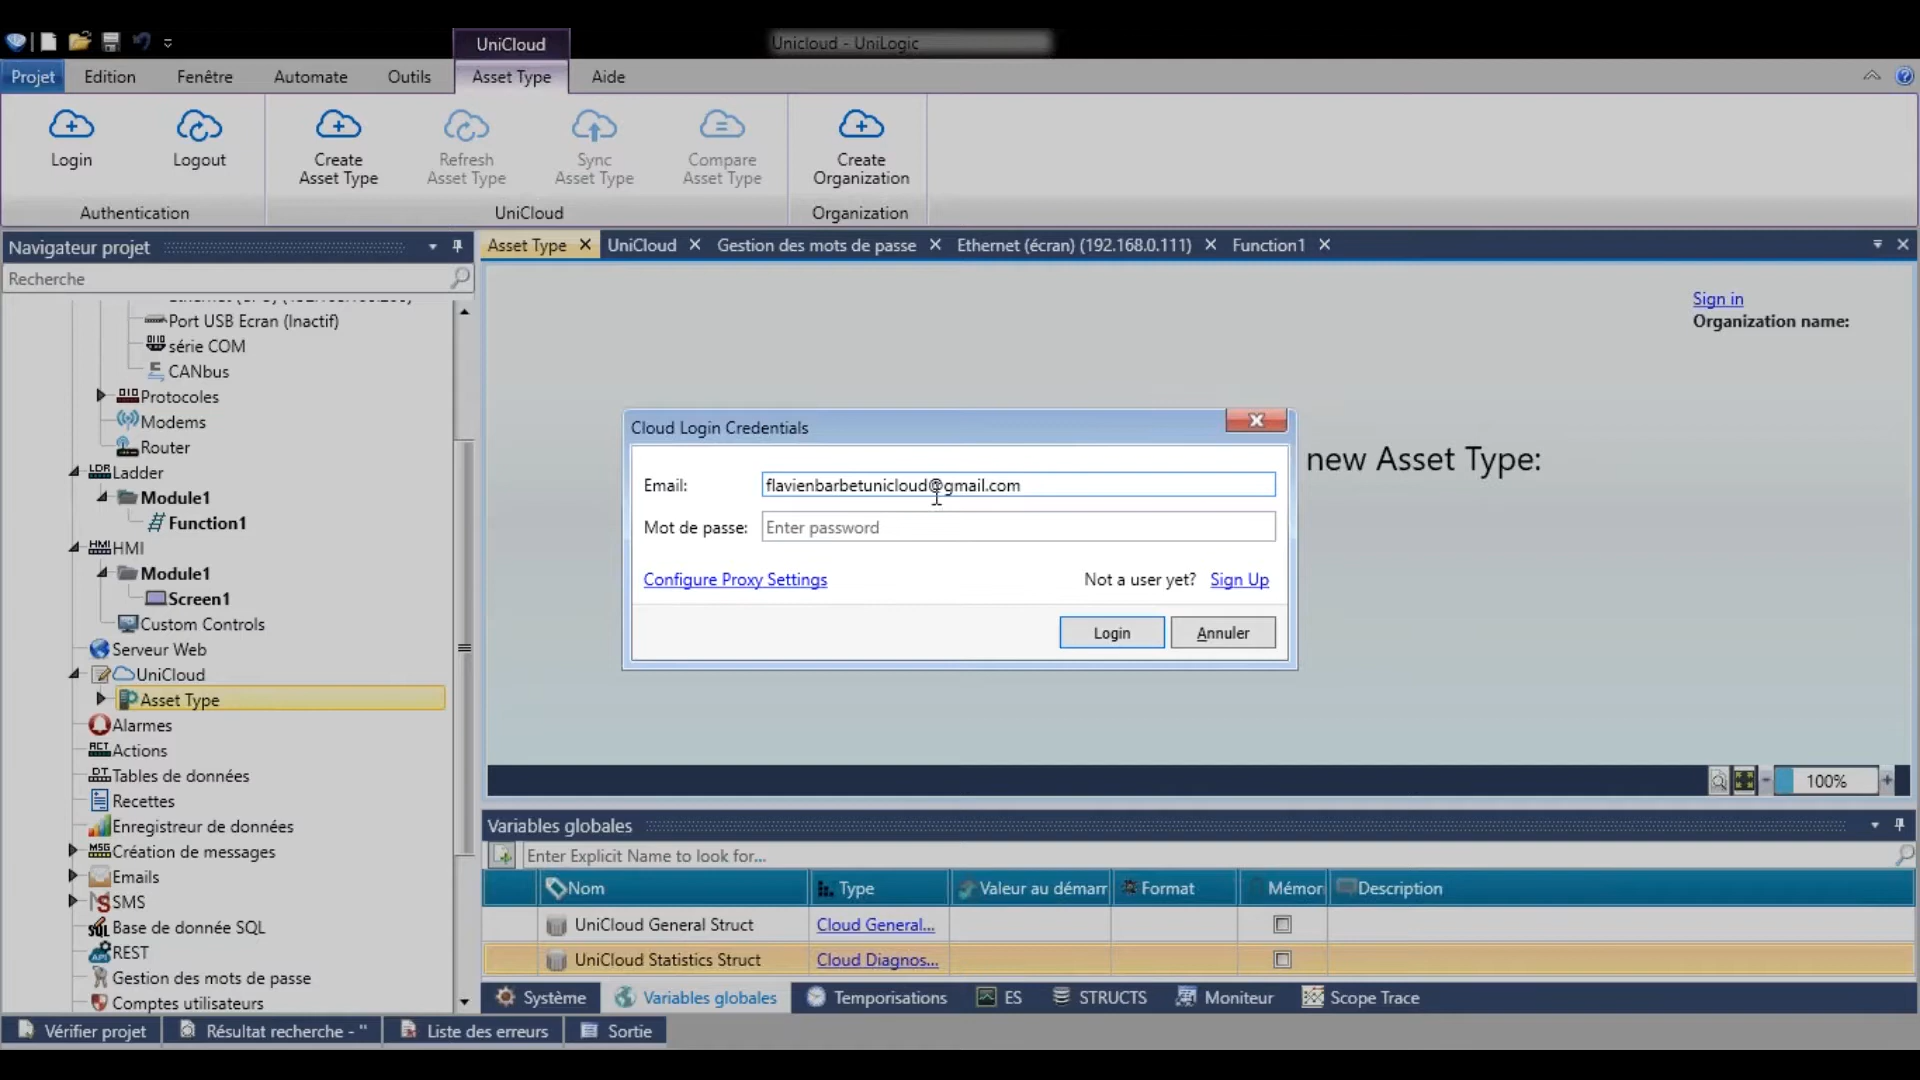 UniCloud
Unicloud - UniLogic
Projet Edition Fenêtre Automate Outils Asset Type Aide
Login Logout Create Asset Type Refresh Asset Type Sync Asset Type Compare Asset Type Create Organization
Authentication UniCloud Organization
Navigateur projet
Recherche
Port USB Ecran (Inactif)
série COM
CANbus
Protocoles
Modems
Router
LDR Ladder
Module1
Function1
HMI HMI
Module1
Screen1
Custom Controls
Serveur Web
UniCloud
Asset Type
Alarmes
ACT Actions
DT Tables de données
Recettes
Enregistreur de données
MSG Création de messages
Emails
SMS
SQL Base de donnée SQL
REST
Gestion des mots de passe
Comptes utilisateurs
Asset Type UniCloud Gestion des mots de passe Ethernet (écran) (192.168.0.111) Function1
Sign in
Organization name:
new Asset Type:
Cloud Login Credentials
Email: flavienbarbetunicloud@gmail.com
Mot de passe: Enter password
Configure Proxy Settings Not a user yet? Sign Up
Login Annuler
100%
Variables globales
Enter Explicit Name to look for...
Nom Type Valeur au démarr Format Mémor Description
UniCloud General Struct Cloud General...
UniCloud Statistics Struct Cloud Diagnos...
Système Variables globales Temporisations ES STRUCTS Moniteur Scope Trace
Vérifier projet Résultat recherche - " Liste des erreurs Sortie